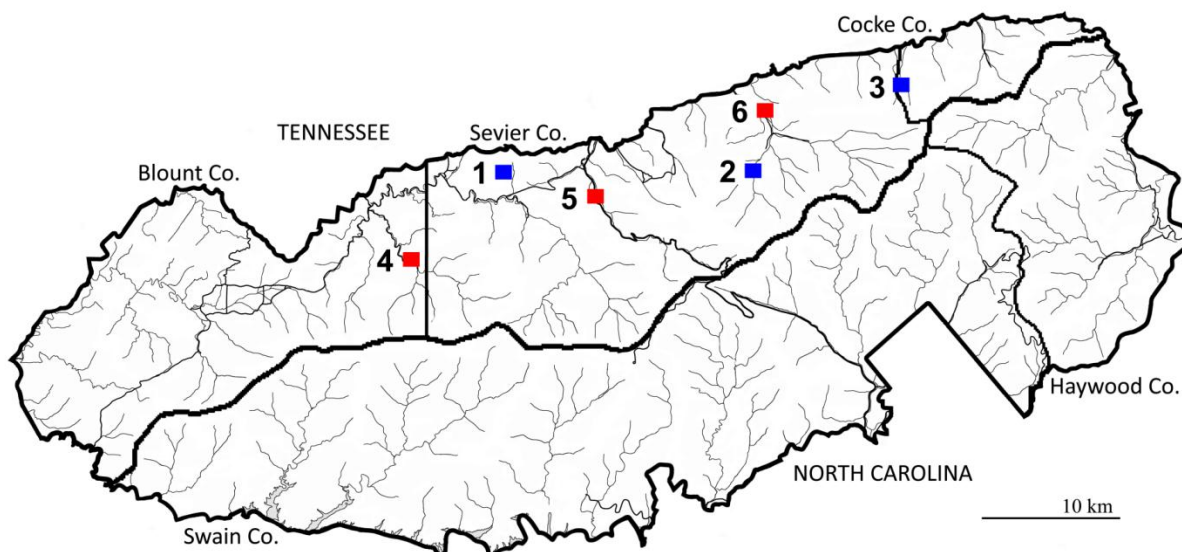 Cocke Co.
3
6
TENNESSEE
Sevier Co.
Blount Co.
1
2
5
4
Haywood Co.
NORTH CAROLINA
10 km
Swain Co.